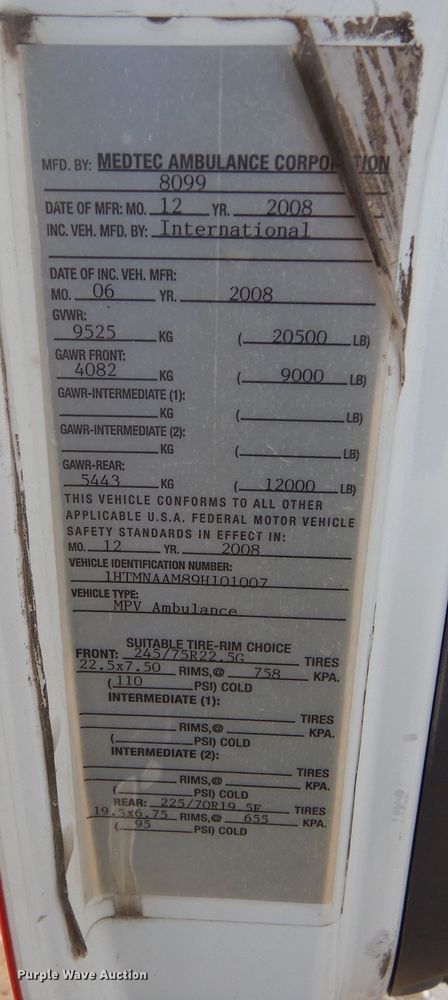 MFD. BY: MEDTEC AMBULANCE CORPORATION
8099
DATE OF MFR: MO. 12 YR. 2008
INC. VEH. MFD. BY: International
DATE OF INC. VEH. MFR:
MO. 06 YR. 2008
GVWR:
9525 KG (20500 LB)
GAWR FRONT:
4082 KG (9000 LB)
GAWR-INTERMEDIATE (1):
KG ( LB)
GAWR-INTERMEDIATE (2):
KG ( LB)
GAWR-REAR:
5443 KG (12000 LB)
THIS VEHICLE CONFORMS TO ALL OTHER
APPLICABLE U.S.A. FEDERAL MOTOR VEHICLE
SAFETY STANDARDS IN EFFECT IN:
MO. 12 YR. 2008
VEHICLE IDENTIFICATION NUMBER:
1HTMNAAM89H101007
VEHICLE TYPE:
MPV Ambulance
SUITABLE TIRE-RIM CHOICE
FRONT: 245/75R22.5G TIRES
22.5x7.50 RIMS,@ 758 KPA.
(110 PSI) COLD
INTERMEDIATE (1):
TIRES
RIMS,@ KPA.
( PSI) COLD
INTERMEDIATE (2):
TIRES
RIMS,@ KPA.
( PSI) COLD
REAR: 225/70R19.5F TIRES
19.5x6.75 RIMS,@ 655 KPA.
( 95 PSI) COLD
Purple Wave Auction